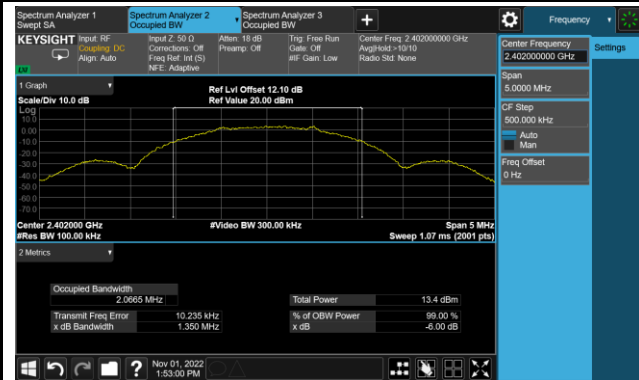 Spectrum Analyzer 1
Swept SA
Spectrum Analyzer 2
Occupied BW
Spectrum Analyzer 3
Occupied BW
Frequency
KEYSIGHT
Input: RF
Coupling: DC
Align: Auto
Input Z: 50 Ω
Corrections: Off
Freq Ref: Int (S)
NFE: Adaptive
Atten: 18 dB
Preamp: Off
Trig: Free Run
Gate: Off
#IF Gain: Low
Center Freq: 2.402000000 GHz
Avg|Hold:>10/10
Radio Std: None
Center Frequency
2.402000000 GHz
Settings
Span
5.0000 MHz
CF Step
500.000 kHz
Auto
Man
Freq Offset
0 Hz
1 Graph
Scale/Div 10.0 dB
Ref Lvl Offset 12.10 dB
Ref Value 20.00 dBm
Log
10.0
0.00
-10.0
-20.0
-30.0
-40.0
-50.0
-60.0
-70.0
Center 2.402000 GHz
#Res BW 100.00 kHz
#Video BW 300.00 kHz
Span 5 MHz
Sweep 1.07 ms (2001 pts)
2 Metrics
Occupied Bandwidth
2.0665 MHz
Total Power 13.4 dBm
Transmit Freq Error 10.235 kHz
% of OBW Power 99.00 %
x dB Bandwidth 1.350 MHz
x dB -6.00 dB
?
Nov 01, 2022
1:53:00 PM